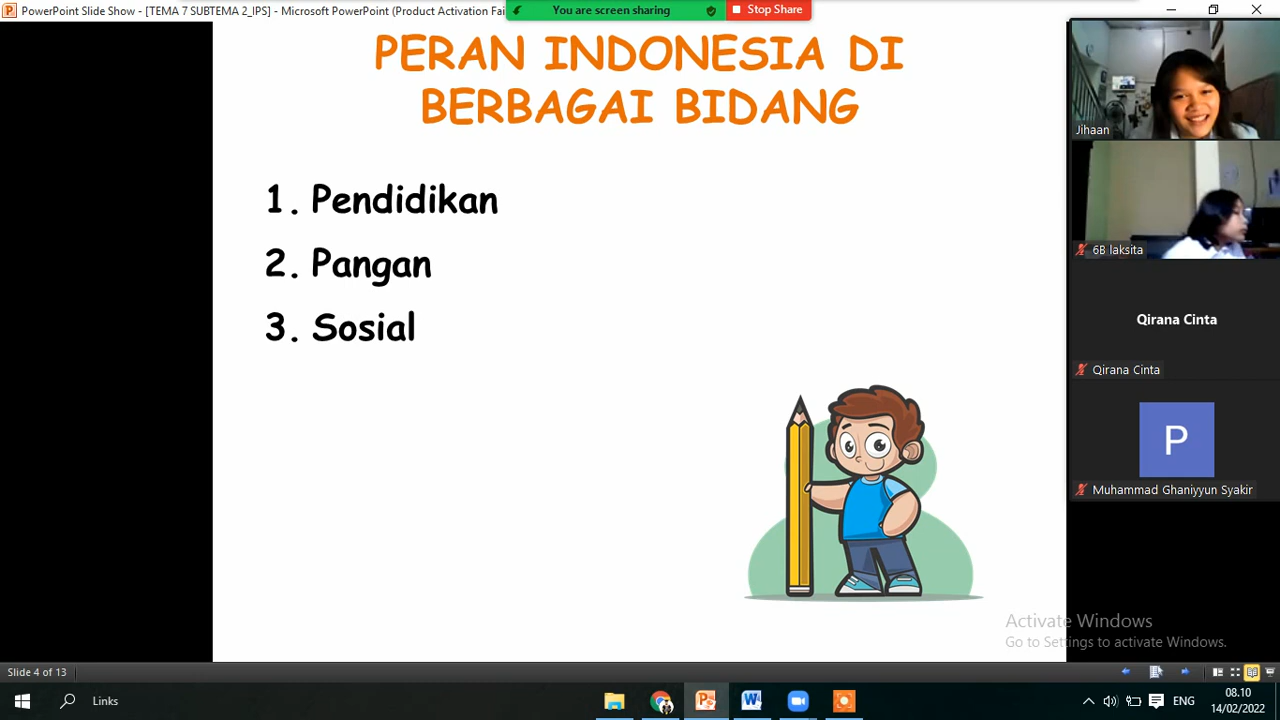 PowerPoint Slide Show - [TEMA 7 SUBTEMA 2_IPS] - Microsoft PowerPoint (Product Activation Fai
You are screen sharing
Stop Share
PERAN INDONESIA DI
BERBAGAI BIDANG
1. Pendidikan
2. Pangan
3. Sosial
Jihaan
6B laksita
Qirana Cinta
Qirana Cinta
P
Muhammad Ghaniyyun Syakir
Activate Windows
Go to Settings to activate Windows.
Slide 4 of 13
Links
ENG
08.10
14/02/2022